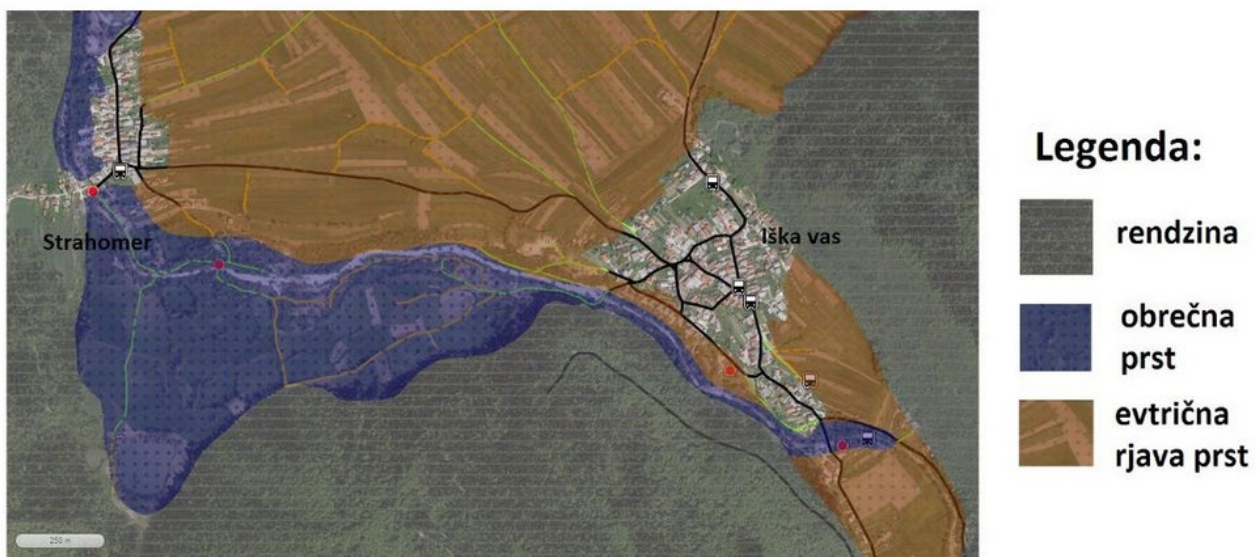 Strahomer
Iška vas
250 m
Legenda:
rendzina
obrečna
prst
evtrična
rjava prst